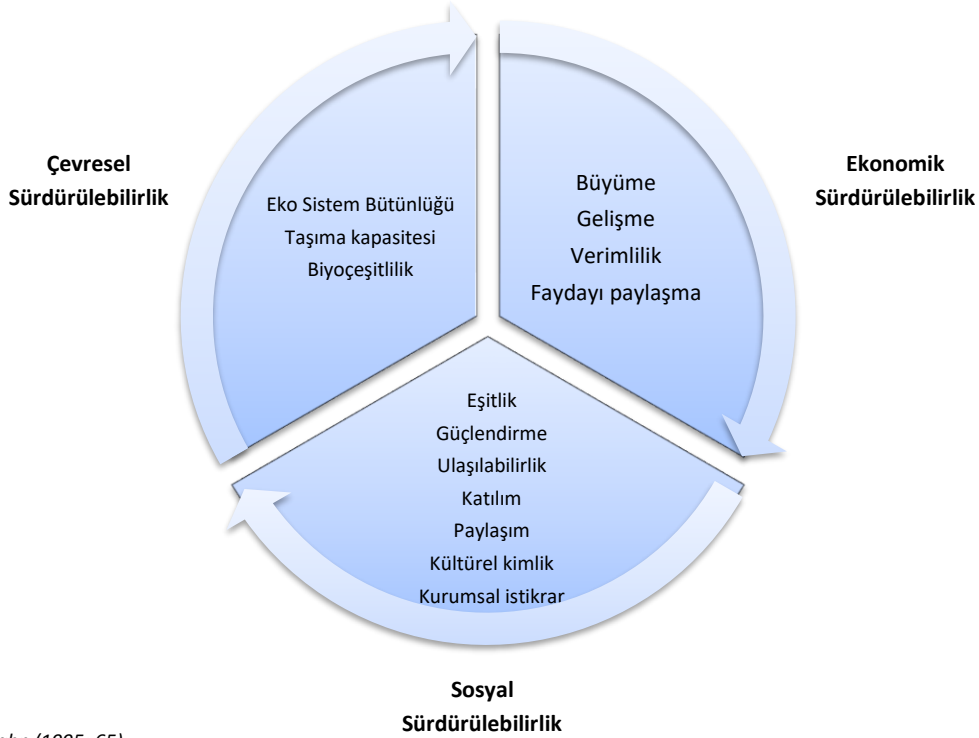 Çevresel
Sürdürülebilirlik
Eko Sistem Bütünlüğü
Taşıma kapasitesi
Biyoçeşitlilik
Büyüme
Gelişme
Verimlilik
Faydayı paylaşma
Ekonomik
Sürdürülebilirlik
Eşitlik
Güçlendirme
Ulaşılabilirlik
Katılım
Paylaşım
Kültürel kimlik
Kurumsal istikrar
Sosyal
Sürdürülebilirlik